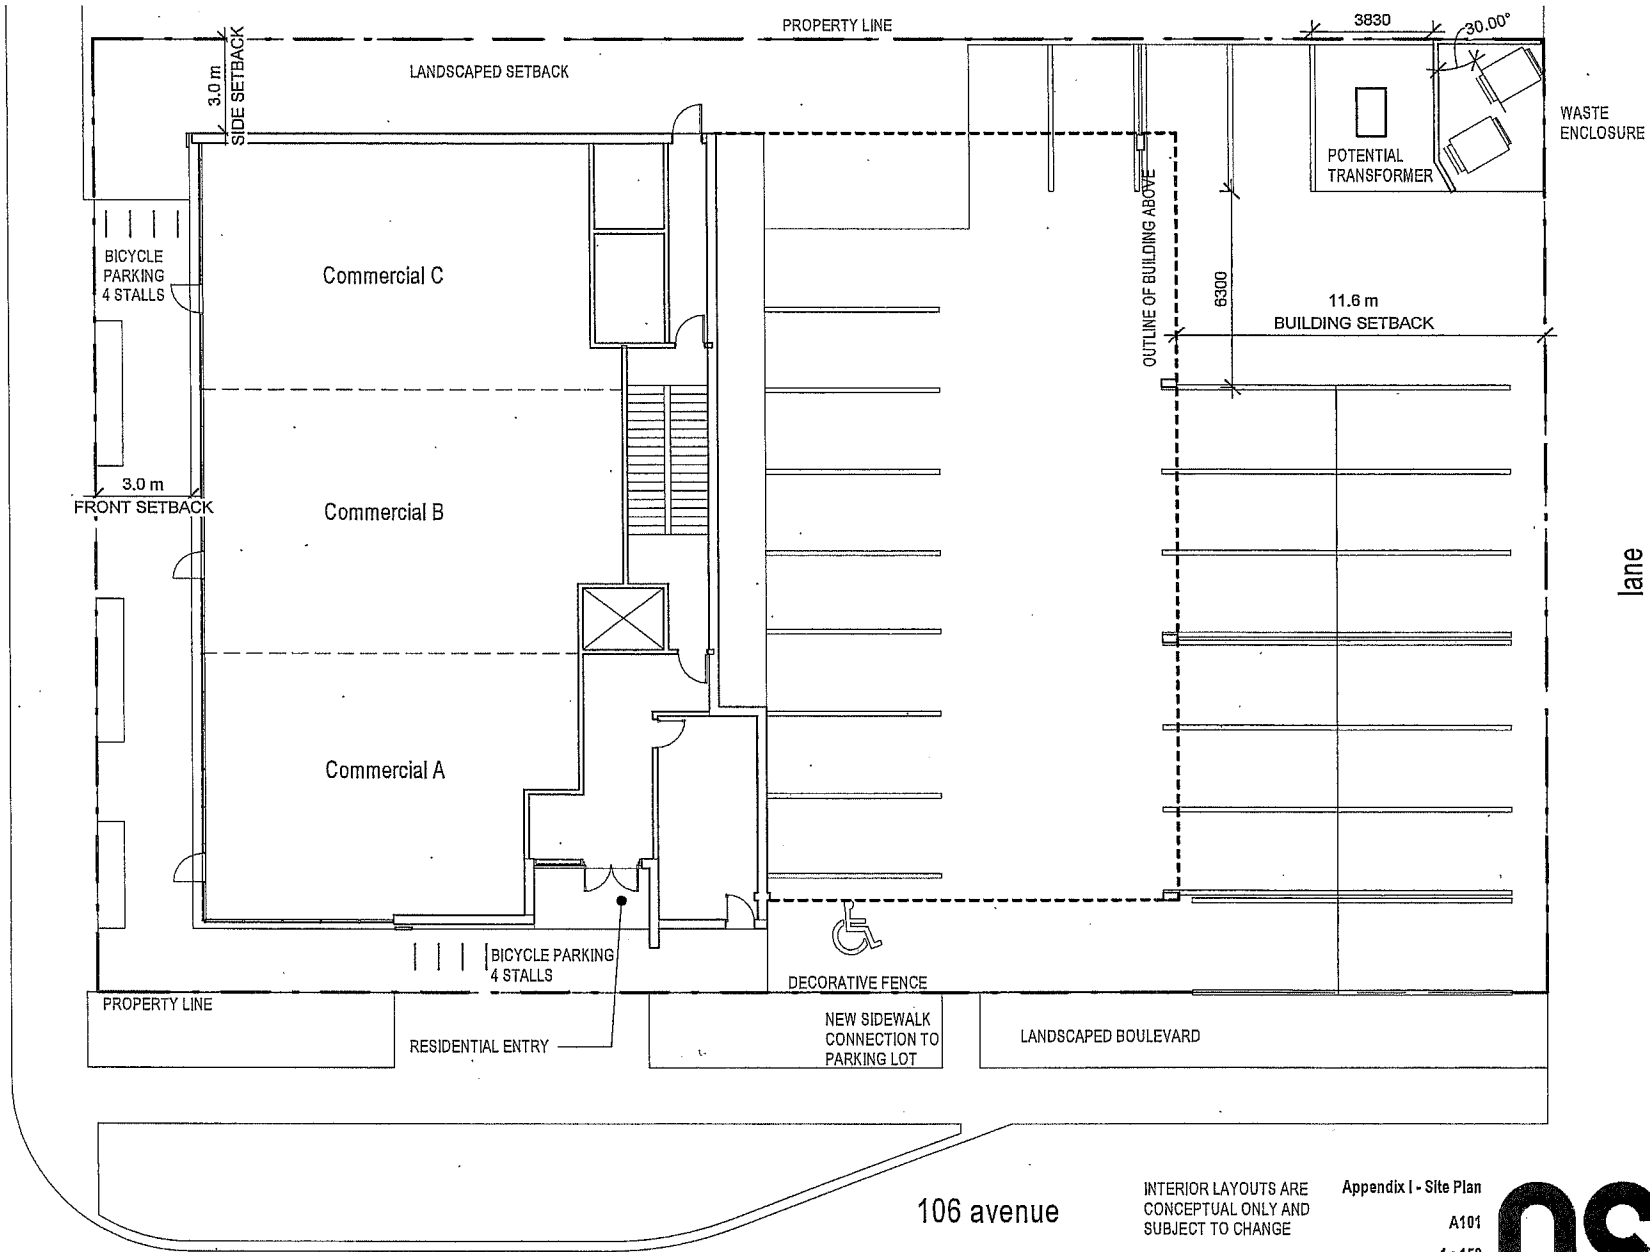 PROPERTY LINE
3830
30.00°
3.0 m
SIDE SETBACK
LANDSCAPED SETBACK
WASTE
ENCLOSURE
POTENTIAL
TRANSFORMER
OUTLINE OF BUILDING ABOVE
BICYCLE
PARKING
4 STALLS
Commercial C
6300
11.6 m
BUILDING SETBACK
3.0 m
FRONT SETBACK
Commercial B
lane
Commercial A
BICYCLE PARKING
4 STALLS
DECORATIVE FENCE
PROPERTY LINE
RESIDENTIAL ENTRY
NEW SIDEWALK
CONNECTION TO
PARKING LOT
LANDSCAPED BOULEVARD
106 avenue
INTERIOR LAYOUTS ARE
CONCEPTUAL ONLY AND
SUBJECT TO CHANGE
Appendix I - Site Plan
A101